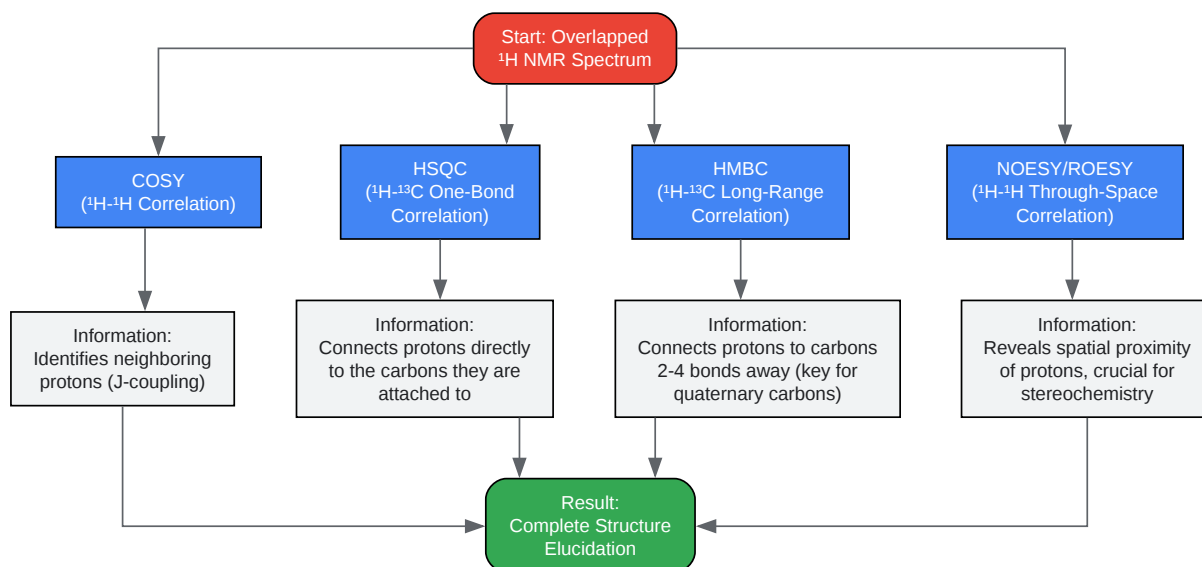 Start: Overlapped
¹H NMR Spectrum
COSY
(¹H-¹H Correlation)
HSQC
(¹H-¹³C One-Bond
Correlation)
HMBC
(¹H-¹³C Long-Range
Correlation)
NOESY/ROESY
(¹H-¹H Through-Space
Correlation)
Information:
Identifies neighboring
protons (J-coupling)
Information:
Connects protons directly
to the carbons they are
attached to
Information:
Connects protons to carbons
2-4 bonds away (key for
quaternary carbons)
Information:
Reveals spatial proximity
of protons, crucial for
stereochemistry
Result:
Complete Structure
Elucidation